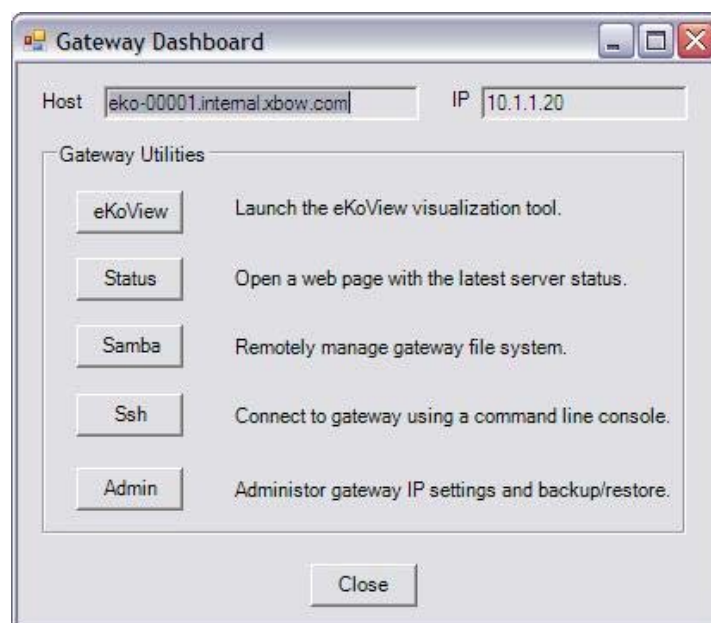 Gateway Dashboard
Host eko-00001.internal.xbow.com IP 10.1.1.20
Gateway Utilities
eKoView Launch the eKoView visualization tool.
Status Open a web page with the latest server status.
Samba Remotely manage gateway file system.
Ssh Connect to gateway using a command line console.
Admin Administor gateway IP settings and backup/restore.
Close